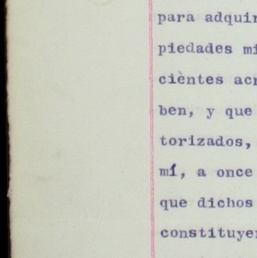 para adquir
piedades mi
cientes acr
ben, y que
torizados,
mí, a once
que dichos
constituye